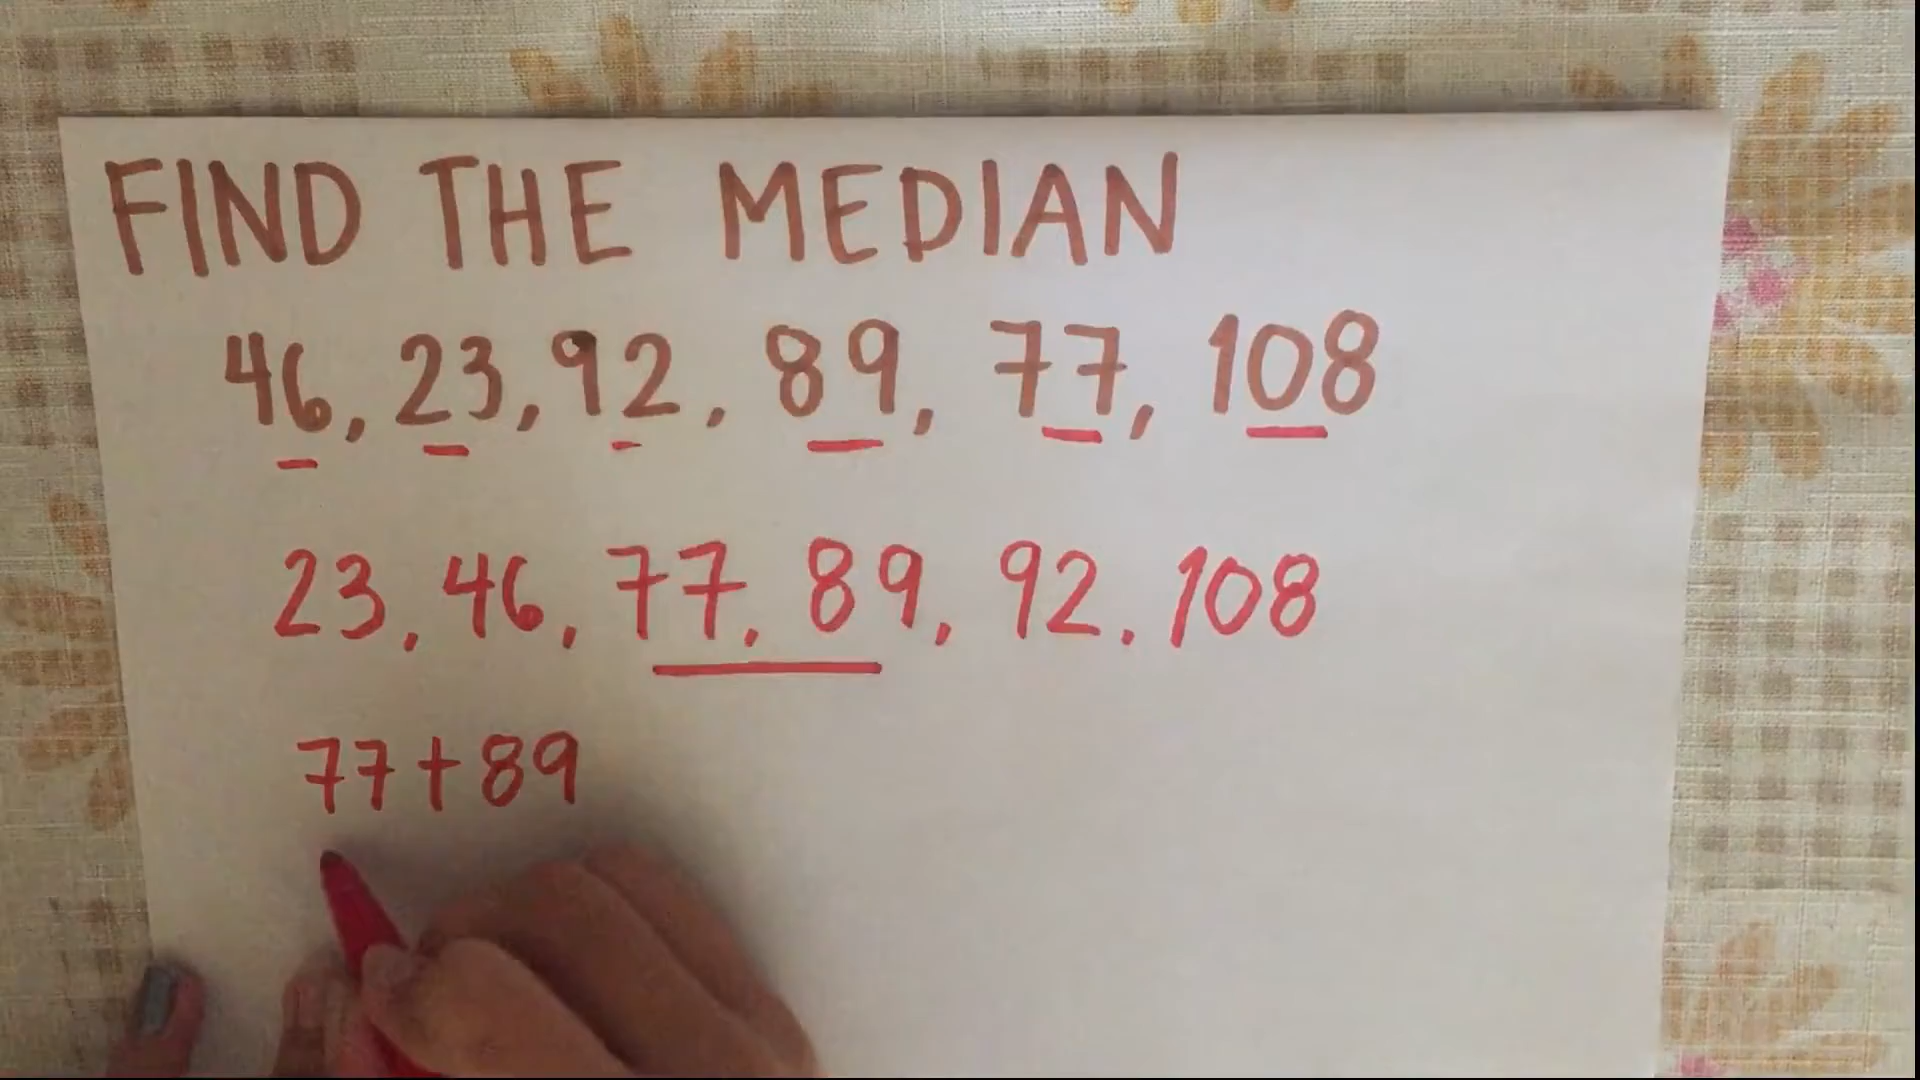 FIND THE MEDIAN
46, 23, 92, 89, 77, 108
23, 46, 77, 89, 92, 108
77+89